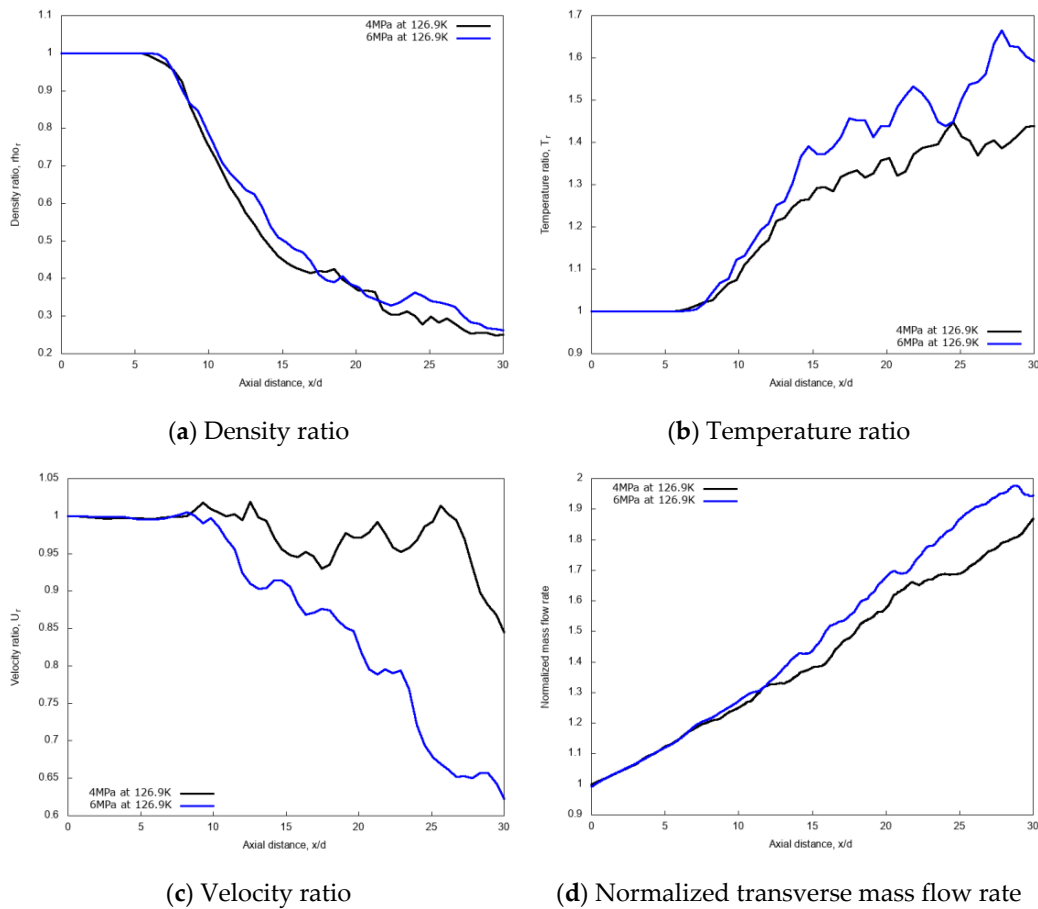 1.1
1
0.9
0.8
0.7
0.6
0.5
0.4
0.3
0.2
0 5 10 15 20 25 30
Density ratio, rho_r
Axial distance, x/d
4MPa at 126.9K
6MPa at 126.9K
(a) Density ratio
1.7
1.6
1.5
1.4
1.3
1.2
1.1
1
0.9
0 5 10 15 20 25 30
Temperature ratio, T_r
Axial distance, x/d
4MPa at 126.9K
6MPa at 126.9K
(b) Temperature ratio
1.05
1
0.95
0.9
0.85
0.8
0.75
0.7
0.65
0.6
0 5 10 15 20 25 30
Velocity ratio, U_r
Axial distance, x/d
4MPa at 126.9K
6MPa at 126.9K
(c) Velocity ratio
2
1.9
1.8
1.7
1.6
1.5
1.4
1.3
1.2
1.1
1
0.9
0 5 10 15 20 25 30
Normalized mass flow rate
Axial distance, x/d
4MPa at 126.9K
6MPa at 126.9K
(d) Normalized transverse mass flow rate